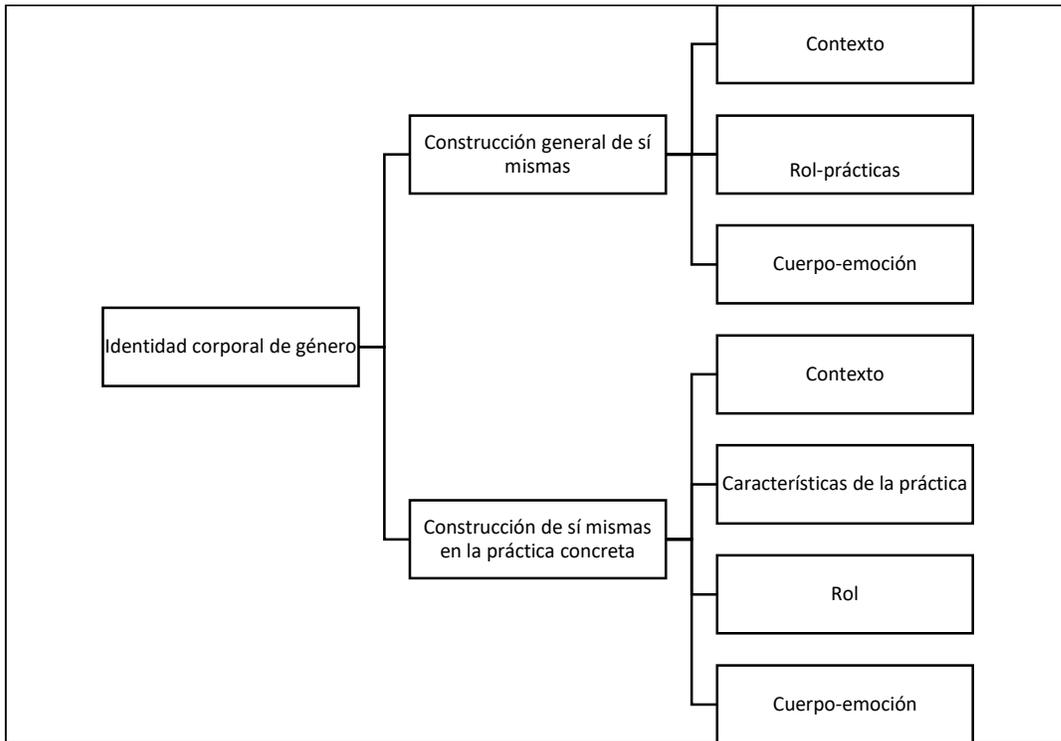 Identidad corporal de género
Construcción general de sí
mismas
Contexto
Rol-prácticas
Cuerpo-emoción
Construcción de sí mismas
en la práctica concreta
Contexto
Características de la práctica
Rol
Cuerpo-emoción